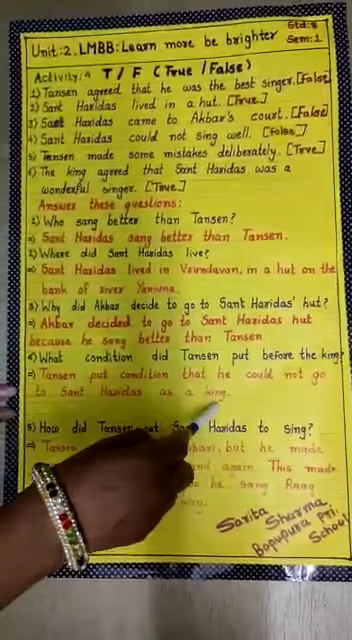 Std:8
Unit:2. LMBB: Learn more be brighter Sem:1
Activity:4 T / F (True / False)
1) Tansen agreed that he was the best singer. [False]
2) Sant Haridas lived in a hut. [True.]
3) Sant Haridas came to Akbar's court. [False]
4) Sant Haridas could not sing well. [False]
5) Tansen made some mistakes deliberately. [True.]
6) The king agreed that Sant Haridas was a
wonderful singer. [True.]
Answer these questions:
1) Who sang better than Tansen?
⇒ Sant Haridas sang better than Tansen.
2) Where did Sant Haridas live?
⇒ Sant Haridas lived in Vrundavan, in a hut on the
bank of river Yamuna.
3) Why did Akbar decide to go to Sant Haridas' hut?
⇒ Akbar decided to go to Sant Haridas hut
because he sang better than Tansen.
4) What condition did Tansen put before the king?
⇒ Tansen put condition that he could not go
to Sant Haridas as a king.
5) How did Tansen get Sant Haridas to sing?
⇒ Tansen but he made
again This made
he sang Raag
Sarita Sharma
Bopupura Pri.
School